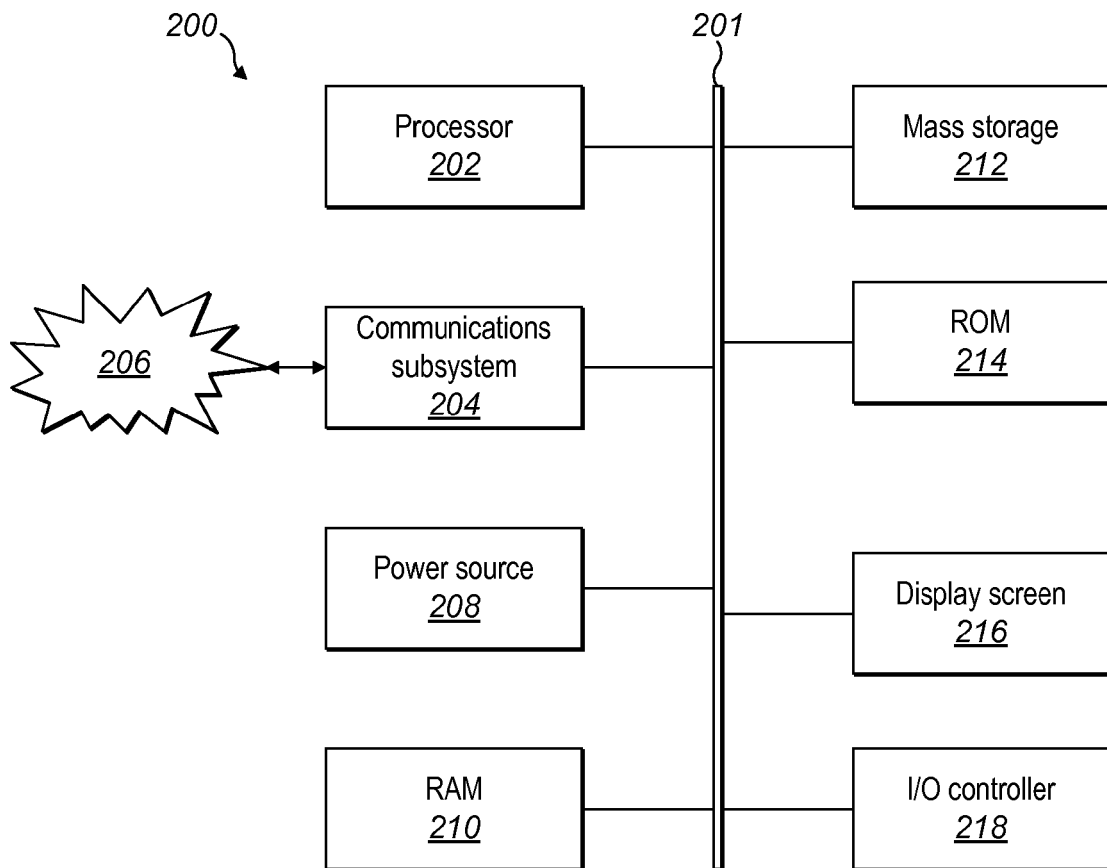 200
201
Processor
202
Mass storage
212
206
Communications
subsystem
204
ROM
214
Power source
208
Display screen
216
RAM
210
I/O controller
218